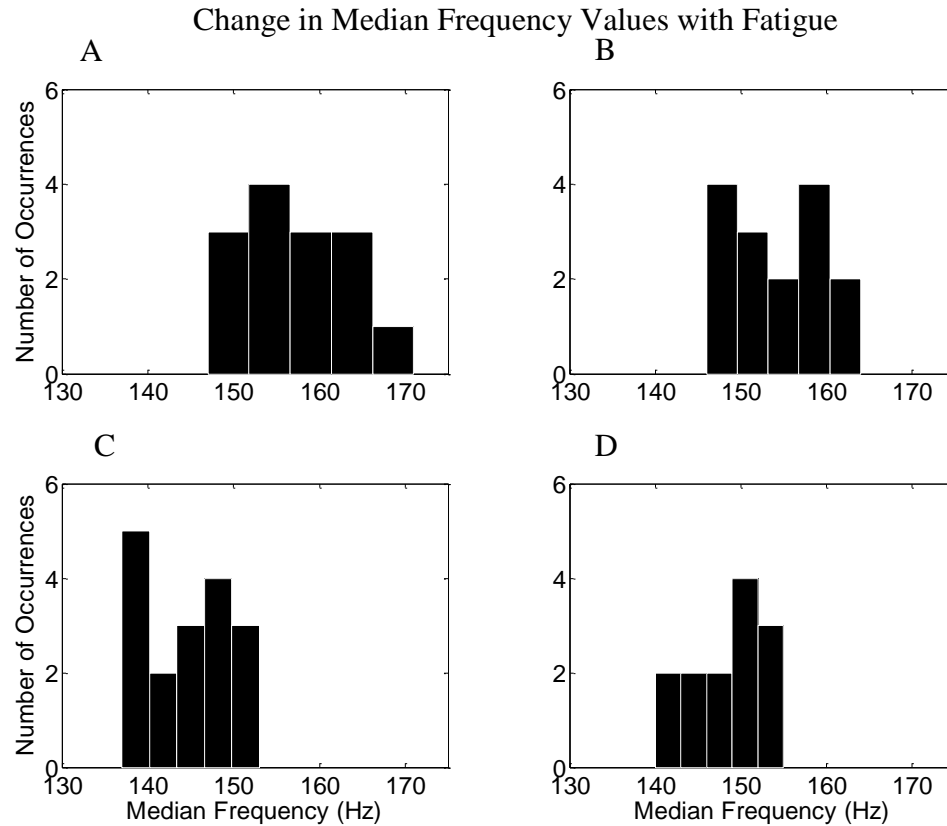 Change in Median Frequency Values with Fatigue
A
B
6
4
2
0
Number of Occurrences
130 140 150 160 170
6
4
2
0
130 140 150 160 170
C
D
6
4
2
0
Number of Occurrences
130 140 150 160 170
Median Frequency (Hz)
6
4
2
0
130 140 150 160 170
Median Frequency (Hz)